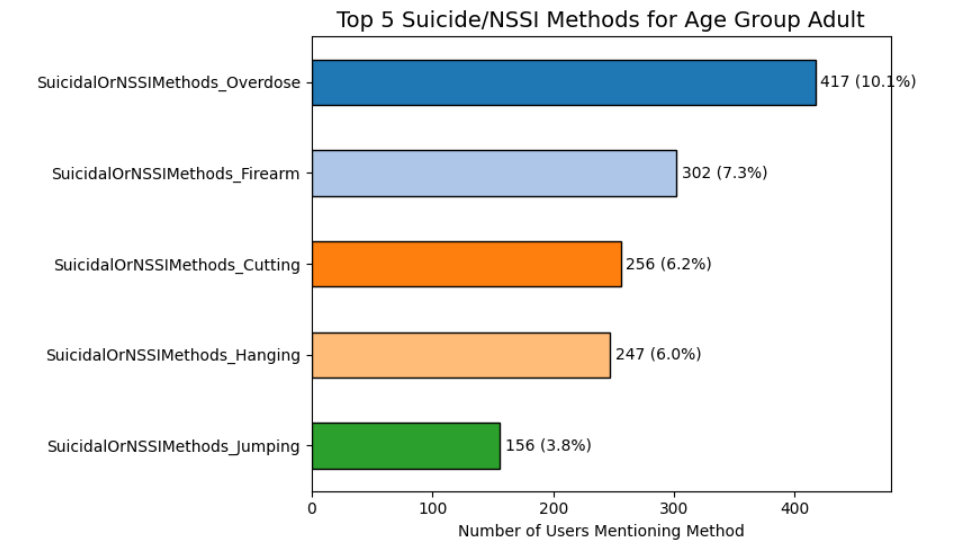 Top 5 Suicide/NSSI Methods for Age Group Adult
SuicidalOrNSSIMethods_Overdose 417 (10.1%)
SuicidalOrNSSIMethods_Firearm 302 (7.3%)
SuicidalOrNSSIMethods_Cutting 256 (6.2%)
SuicidalOrNSSIMethods_Hanging 247 (6.0%)
SuicidalOrNSSIMethods_Jumping 156 (3.8%)
0 100 200 300 400
Number of Users Mentioning Method